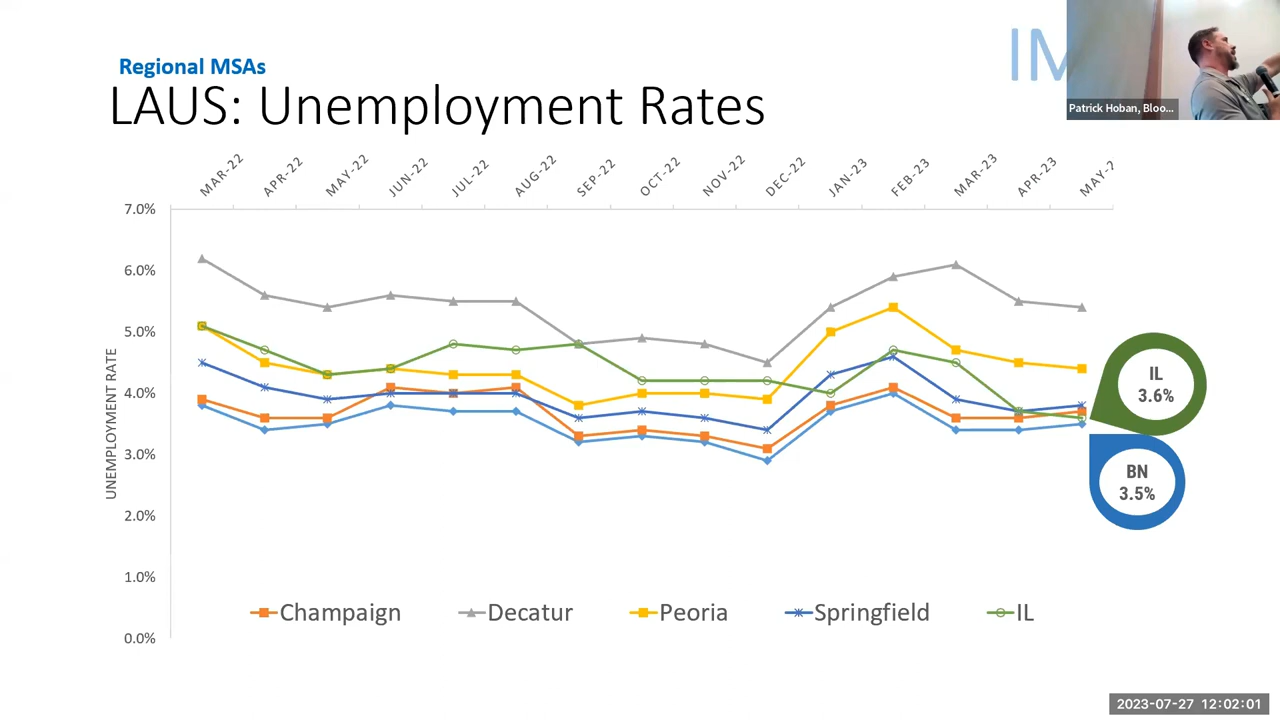 Regional MSAs
LAUS: Unemployment Rates
IM
Patrick Hoban, Bloo...
MAR-22
APR-22
MAY-22
JUN-22
JUL-22
AUG-22
SEP-22
OCT-22
NOV-22
DEC-22
JAN-23
FEB-23
MAR-23
APR-23
MAY-2
7.0%
6.0%
5.0%
4.0%
3.0%
2.0%
1.0%
0.0%
UNEMPLOYMENT RATE
IL
3.6%
BN
3.5%
Champaign Decatur Peoria Springfield IL
2023-07-27 12:02:01